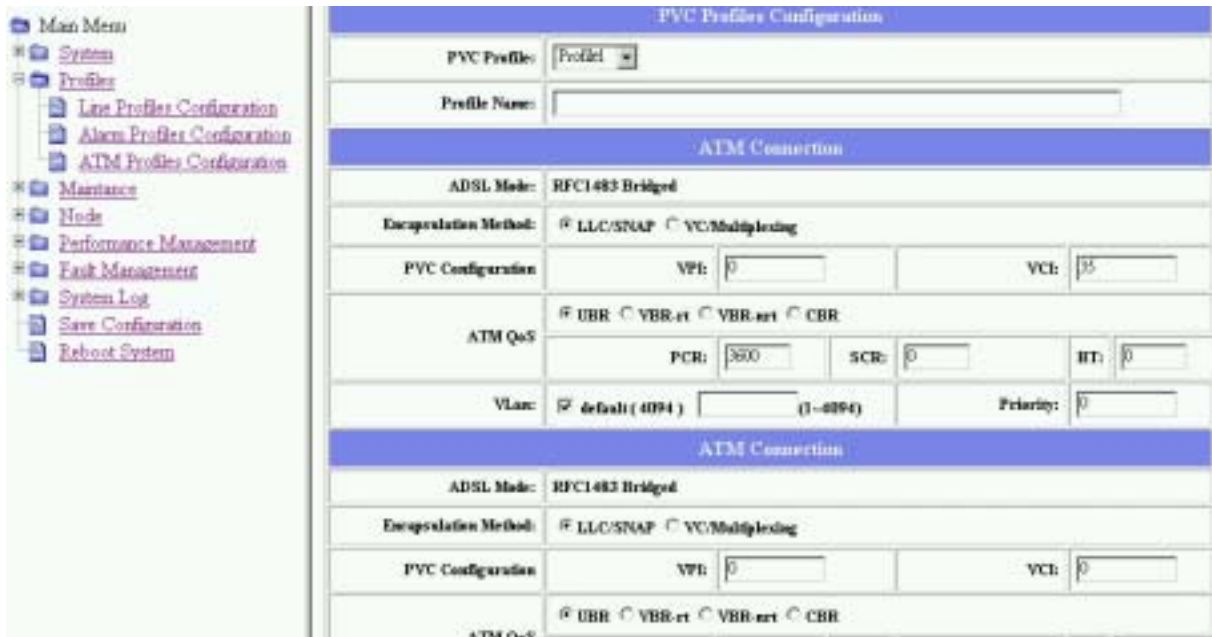 Main Menu
System
Profiles
Line Profiles Configuration
Alarm Profiles Configuration
ATM Profiles Configuration
Maintance
Node
Performance Management
Fault Management
System Log
Save Configuration
Reboot System
PVC Profiles Configuration
PVC Profile: Profile1
Profile Name:
ATM Connection
ADSL Mode: RFC1483 Bridged
Encapsulation Method: LLC/SNAP VC/Multiplexing
PVC Configuration VPI: 0 VCI: 35
UBR VBR-rt VBR-nrt CBR
ATM QoS
PCR: 3600 SCR: 0 BT: 0
VLan: default ( 4094 ) (1~4094) Priority: 0
ATM Connection
ADSL Mode: RFC1483 Bridged
Encapsulation Method: LLC/SNAP VC/Multiplexing
PVC Configuration VPI: 0 VCI: 0
UBR VBR-rt VBR-nrt CBR
ATM QoS